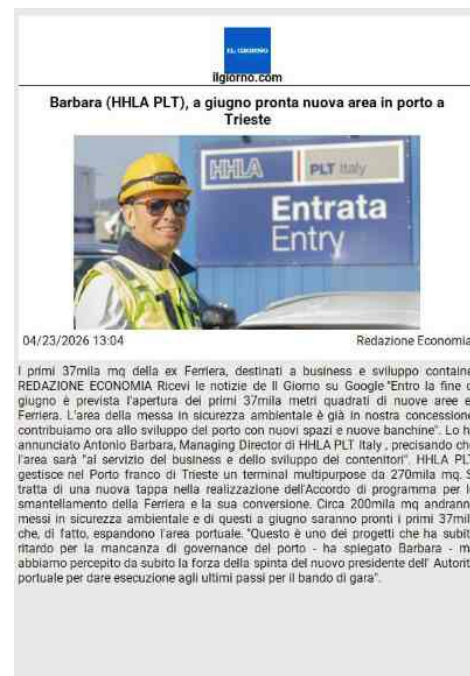 IL GIORNO
ilgiorno.com
Barbara (HHLA PLT), a giugno pronta nuova area in porto a
Trieste
HHLA
PLT Italy
Entrata
Entry
04/23/2026 13:04
Redazione Economia
I primi 37mila mq della ex Ferriera, destinati a business e sviluppo containe
REDAZIONE ECONOMIA Ricevi le notizie de Il Giorno su Google "Entro la fine d
giugno è prevista l'apertura dei primi 37mila metri quadrati di nuove aree ex
Ferriera. L'area della messa in sicurezza ambientale è già in nostra concessione
contribuiamo ora allo sviluppo del porto con nuovi spazi e nuove banchine". Lo h
annunciato Antonio Barbara, Managing Director di HHLA PLT Italy , precisando che
l'area sarà "al servizio del business e dello sviluppo dei contenitori". HHLA PLT
gestisce nel Porto franco di Trieste un terminal multipurpose da 270mila mq. S
tratta di una nuova tappa nella realizzazione dell'Accordo di programma per l
smantellamento della Ferriera e la sua conversione. Circa 200mila mq andrann
messi in sicurezza ambientale e di questi a giugno saranno pronti i primi 37mil
che, di fatto, espandono l'area portuale. "Questo è uno dei progetti che ha subit
ritardo per la mancanza di governance del porto - ha spiegato Barbara - m
abbiamo percepito da subito la forza della spinta del nuovo presidente dell' Autorit
portuale per dare esecuzione agli ultimi passi per il bando di gara".